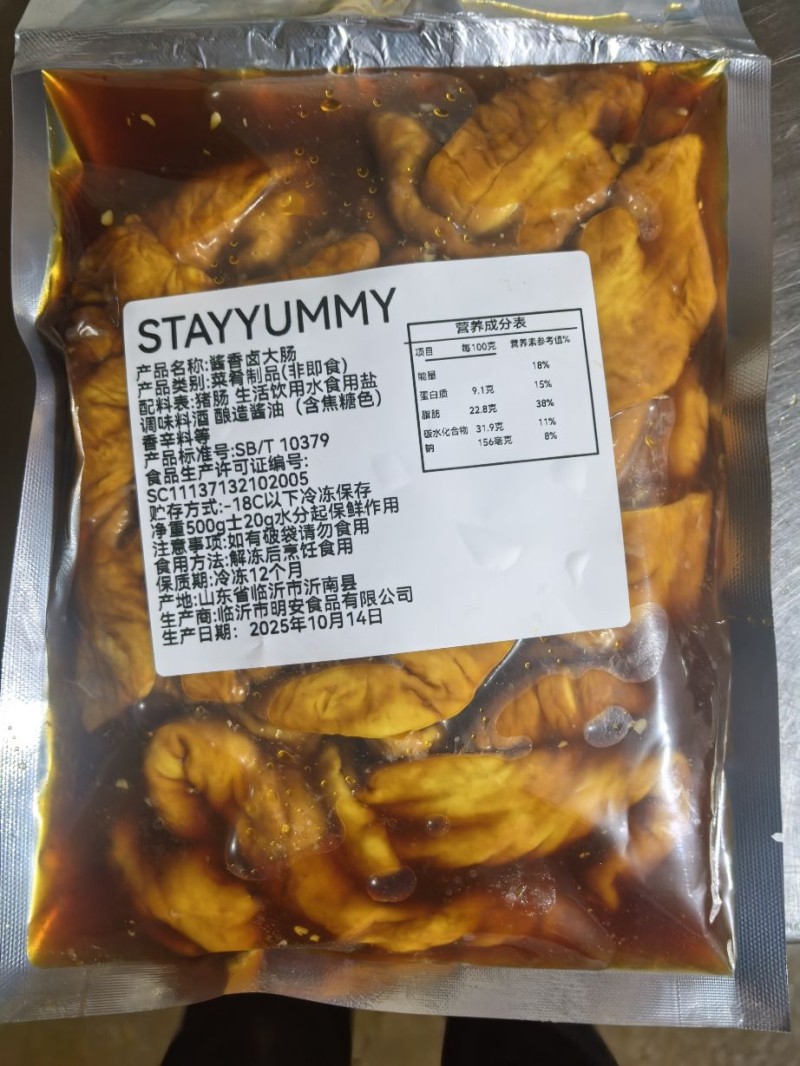 STAYYUMMY
产品名称:酱香卤大肠
产品类别:菜肴制品(非即食)
配料表:猪肠 生活饮用水食用盐
调味料酒 酿造酱油（含焦糖色）
香辛料等
产品标准号:SB/T 10379
食品生产许可证编号:
SC11137132102005
贮存方式:-18C以下冷冻保存
净重500g士20g水分起保鲜作用
注意事项:如有破袋请勿食用
食用方法:解冻后烹饪食用
保质期:冷冻12个月
产地:山东省临沂市沂南县
生产商:临沂市明安食品有限公司
生产日期：2025年10月14日
营养成分表
项目 每100克 营养素参考值%
能量 18%
蛋白质 9.1克 15%
脂肪 22.8克 38%
碳水化合物 31.9克 11%
钠 156毫克 8%